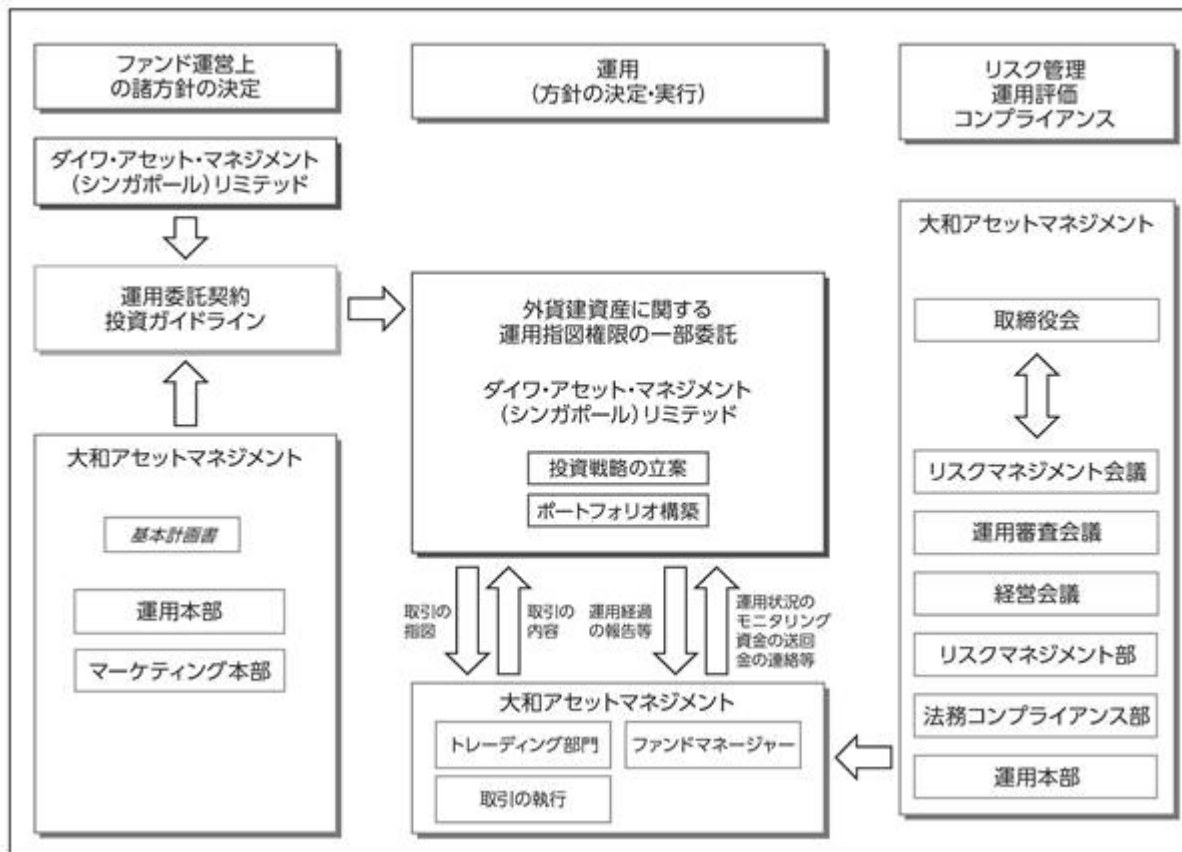 ファンド運営上
の諸方針の決定
運用
(方針の決定・実行)
リスク管理
運用評価
コンプライアンス
ダイワ・アセット・マネジメント
(シンガポール)リミテッド
運用委託契約
投資ガイドライン
大和アセットマネジメント
基本計画書
運用本部
マーケティング本部
外貨建資産に関する
運用指図権限の一部委託
ダイワ・アセット・マネジメント
(シンガポール)リミテッド
投資戦略の立案
ポートフォリオ構築
取引の
指図
取引の
内容
運用経過
の報告等
運用状況の
モニタリング
資金の送回
金の連絡等
大和アセットマネジメント
トレーディング部門
ファンドマネージャー
取引の執行
大和アセットマネジメント
取締役会
リスクマネジメント会議
運用審査会議
経営会議
リスクマネジメント部
法務コンプライアンス部
運用本部